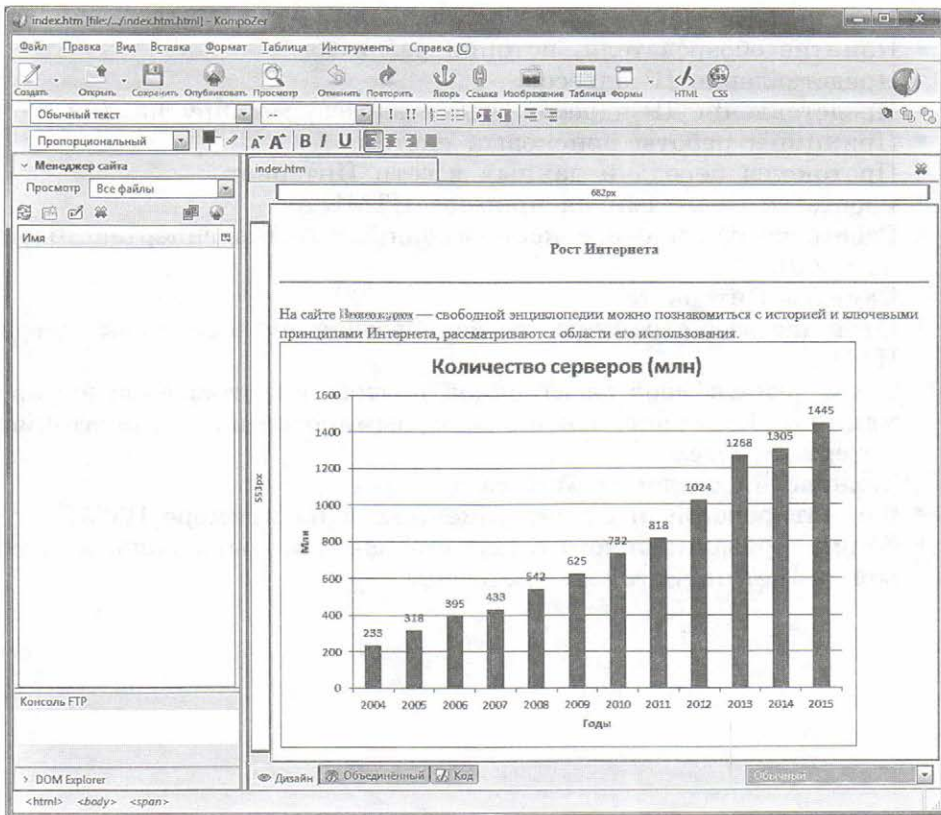 index.htm [file:/.../index.htm.html] - KompoZer
Файл Правка Вид Вставка Формат Таблица Инструменты Справка (С)
Создать Открыть Сохранить Опубликовать Просмотр Отменить Повторить Якорь Ссылка Изображение Таблица Формы HTML CSS
Обычный текст
Пропорциональный A A B I U
Менеджер сайта
index.htm
Просмотр Все файлы
682px
Имя
Рост Интернета
На сайте — свободной энциклопедии можно познакомиться с историей и ключевыми
принципами Интернета, рассматриваются области его использования.
553px
Количество серверов (млн)
Млн
1600
1400
1200
1000
800
600
400
200
0
233
318
395
433
542
625
732
818
1024
1268
1305
1445
2004 2005 2006 2007 2008 2009 2010 2011 2012 2013 2014 2015
Годы
Консоль FTP
DOM Explorer
Дизайн Объединённый Код Обычный
<html> <body> <span>